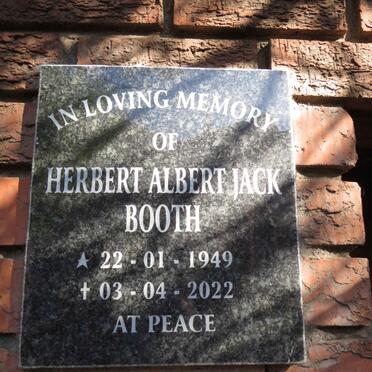 IN LOVING MEMORY
OF
HERBERT ALBERT JACK
BOOTH
★ 22 - 01 - 1949
✝ 03 - 04 - 2022
AT PEACE